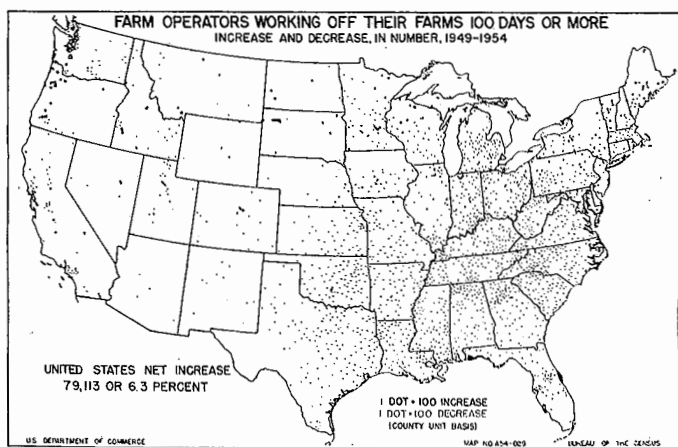 FARM OPERATORS WORKING OFF THEIR FARMS 100 DAYS OR MORE
INCREASE AND DECREASE, IN NUMBER, 1949-1954
UNITED STATES NET INCREASE
79,113 OR 6.3 PERCENT
1 DOT = 100 INCREASE
1 DOT = 100 DECREASE
(COUNTY UNIT BASIS)
U.S. DEPARTMENT OF COMMERCE
MAP NO. A54-029
BUREAU OF THE CENSUS